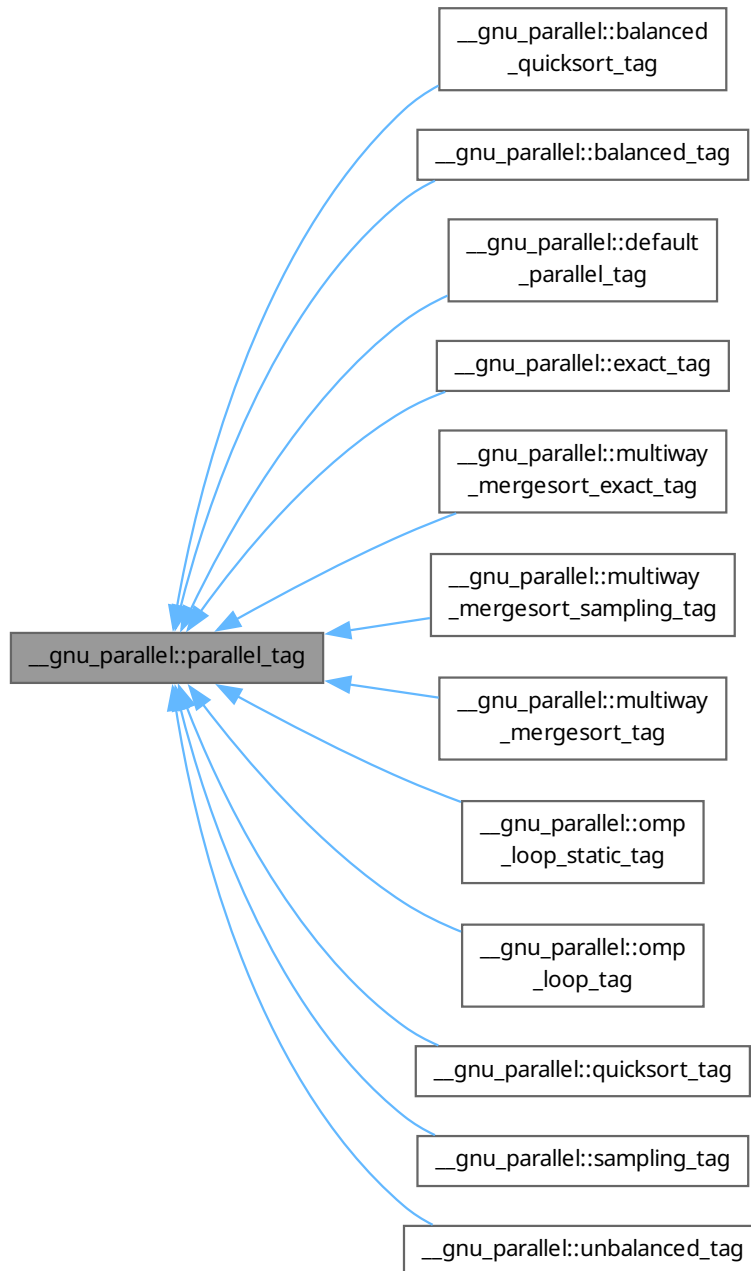 __gnu_parallel::balanced
_quicksort_tag
__gnu_parallel::balanced_tag
__gnu_parallel::default
_parallel_tag
__gnu_parallel::exact_tag
__gnu_parallel::multiway
_mergesort_exact_tag
__gnu_parallel::multiway
_mergesort_sampling_tag
__gnu_parallel::parallel_tag
__gnu_parallel::multiway
_mergesort_tag
__gnu_parallel::omp
_loop_static_tag
__gnu_parallel::omp
_loop_tag
__gnu_parallel::quicksort_tag
__gnu_parallel::sampling_tag
__gnu_parallel::unbalanced_tag